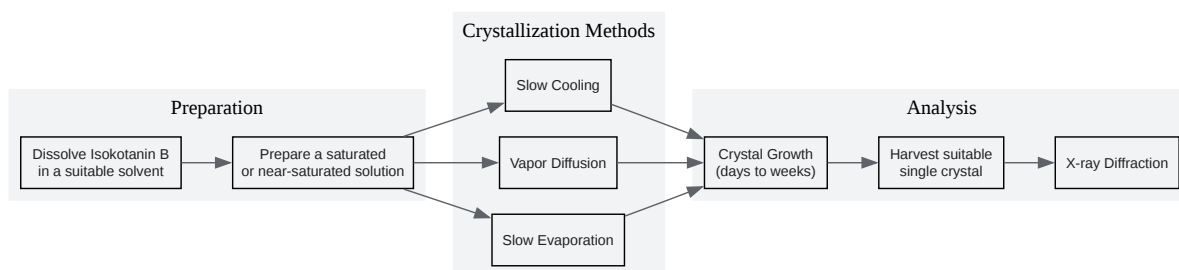 Crystallization Methods
Preparation
Analysis
Slow Cooling
Dissolve Isokotanin B
in a suitable solvent
Prepare a saturated
or near-saturated solution
Vapor Diffusion
Crystal Growth
(days to weeks)
Harvest suitable
single crystal
X-ray Diffraction
Slow Evaporation